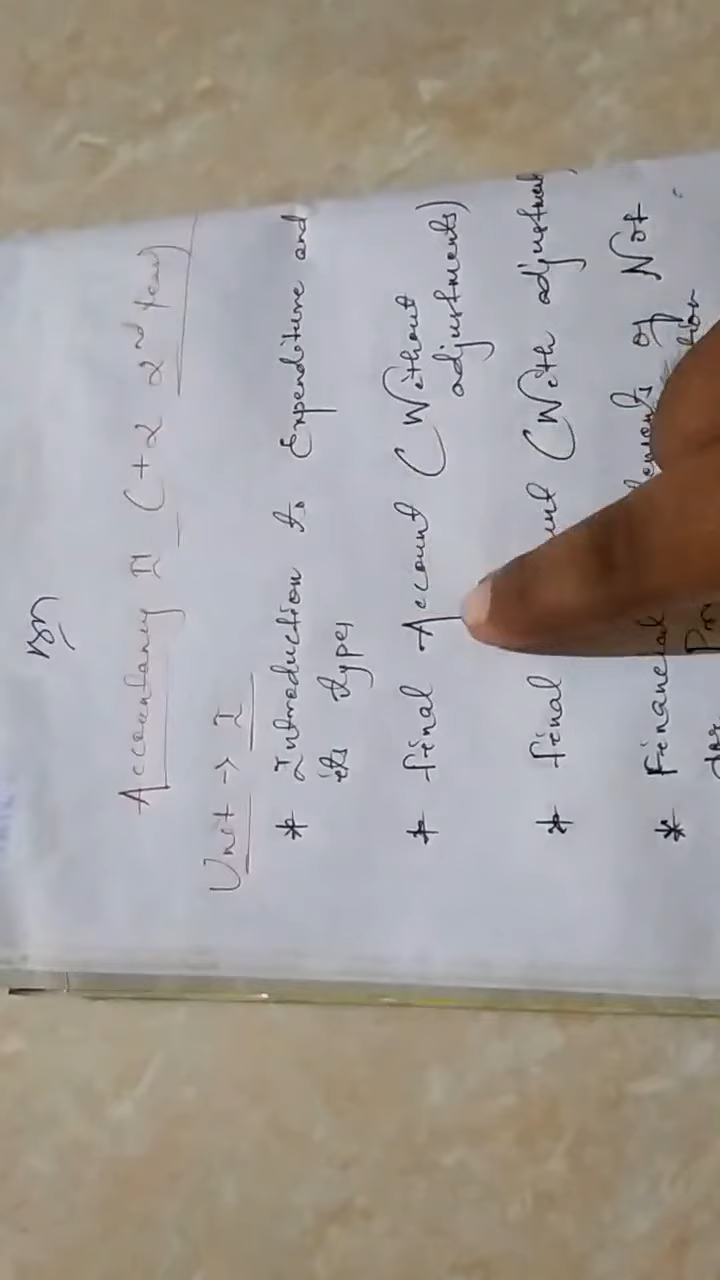 Accountancy II (+2 2nd Year)
Unit → I
* Introduction to Expenditure and
its types
* Final Account (Without
adjustments)
* Final (With adjustment
* Financial of Not